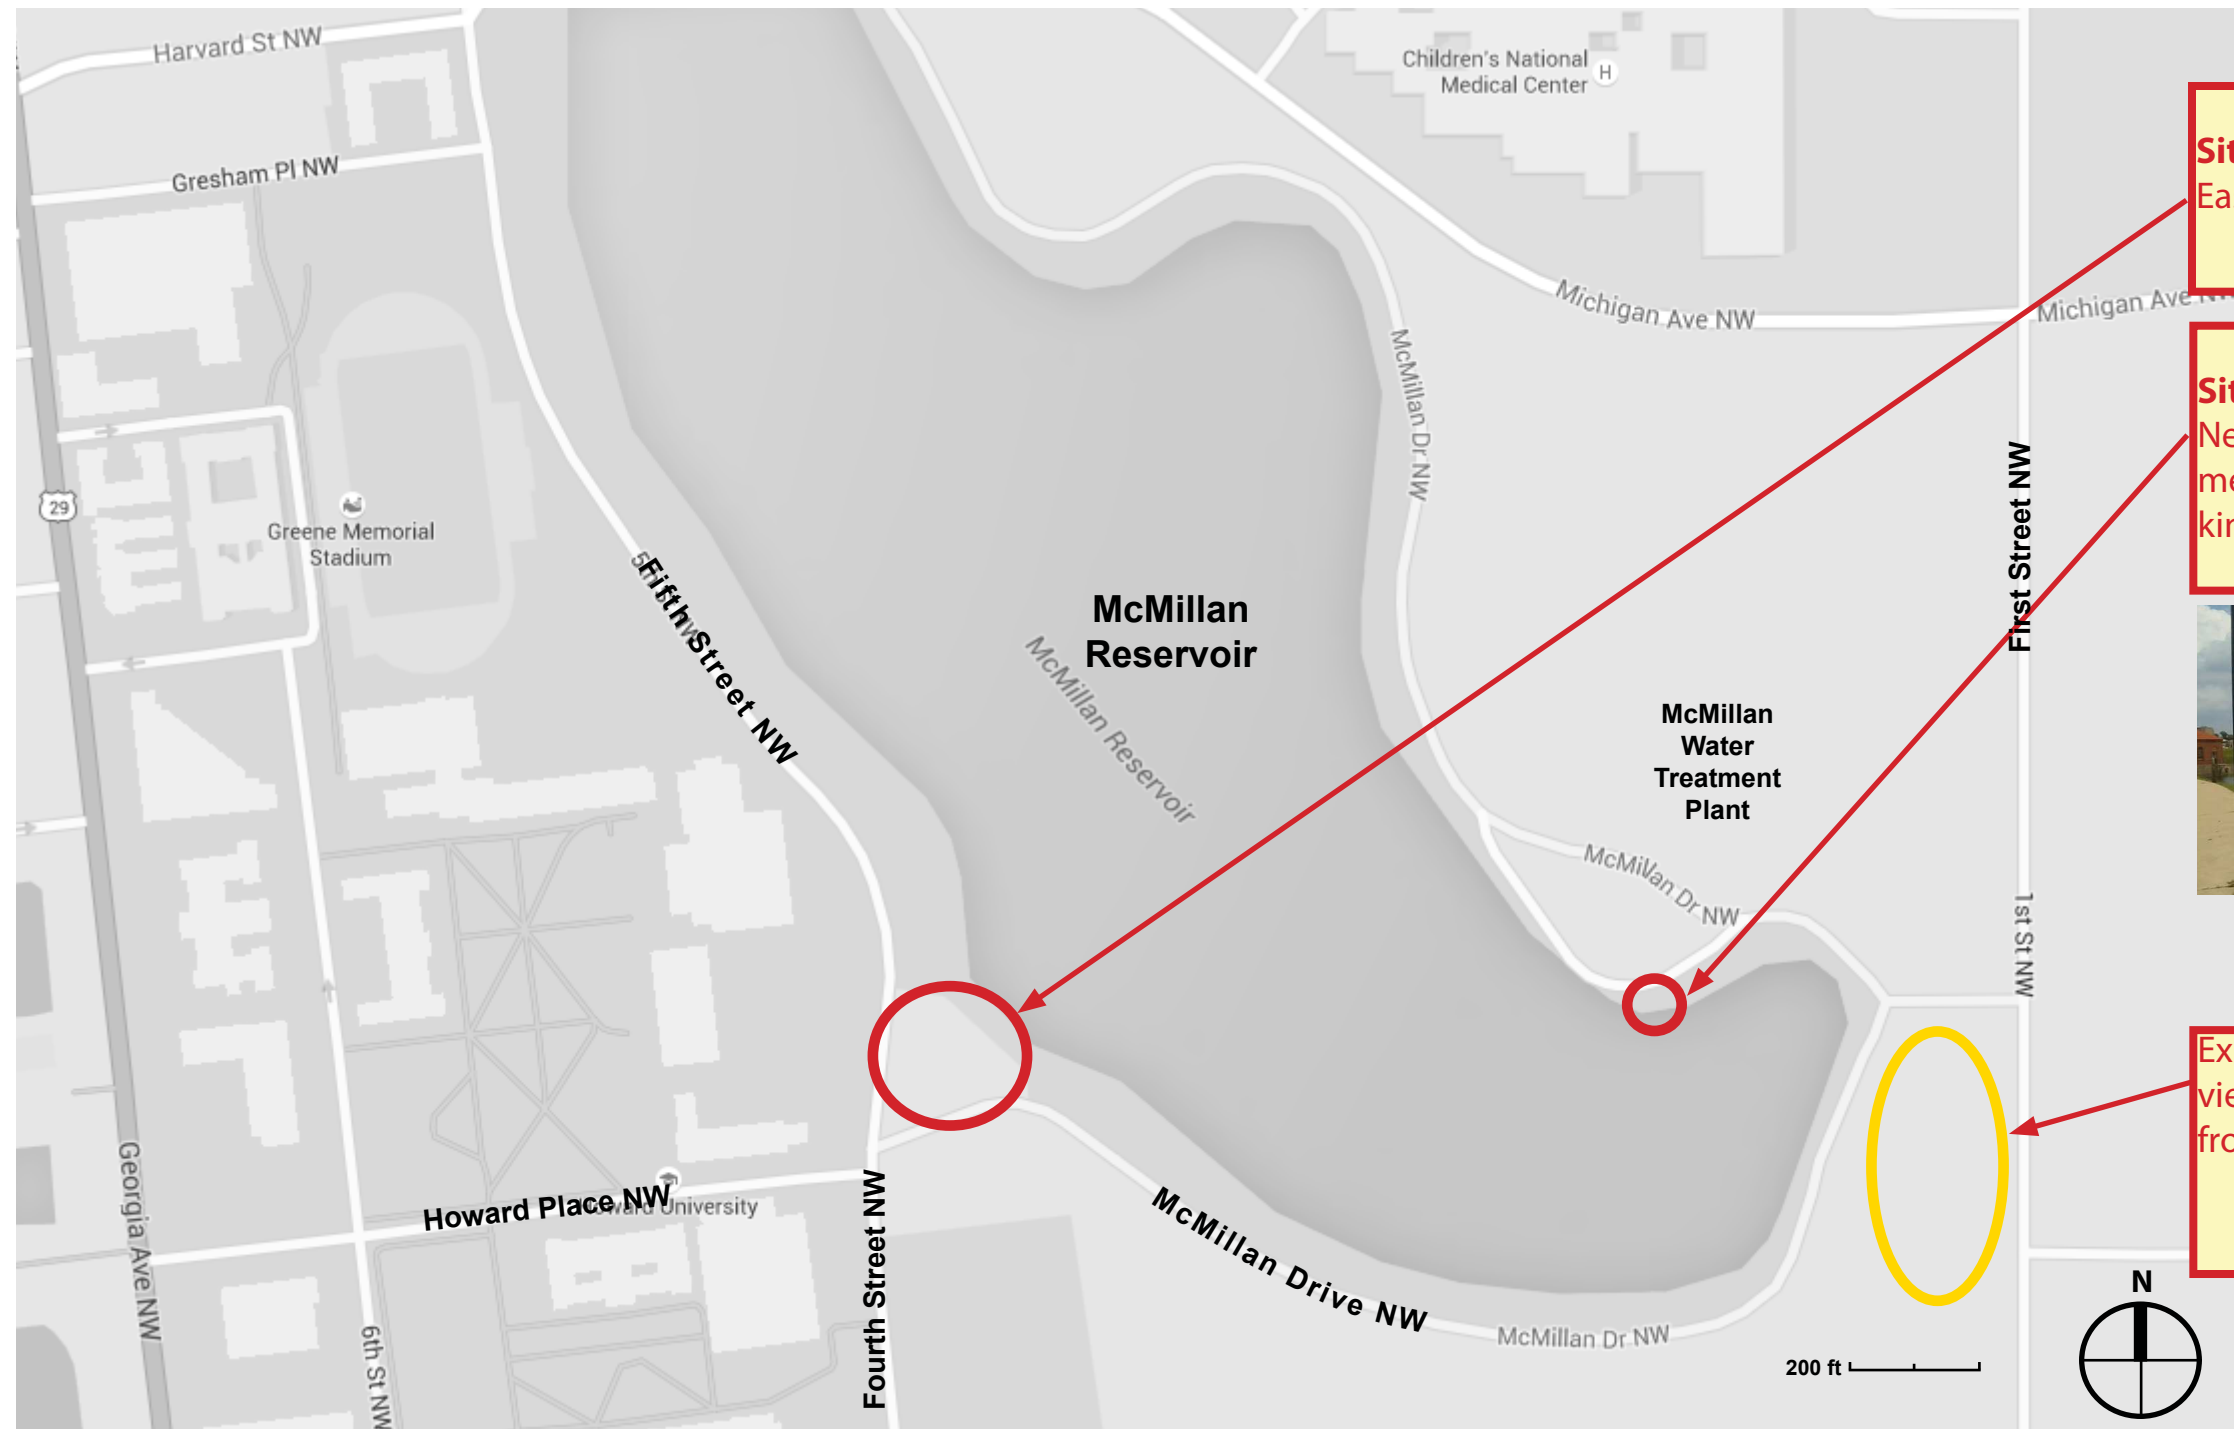 Harvard St NW
Children's National
Medical Center
H
Gresham Pl NW
Sit
Ea
Michigan Ave NW
Michigan Ave
McMillan Dr NW
Sit
Ne
me
kin
29
Greene Memorial
Stadium
First Street NW
Fifth Street NW
McMillan
Reservoir
McMillan Reservoir
McMillan
Water
Treatment
Plant
McMillan Dr NW
1st St NW
Ex
vie
fro
Georgia Ave NW
Howard Place NW
Howard University
Fourth Street NW
McMillan Drive NW
McMillan Dr NW
6th St NW
200 ft
N